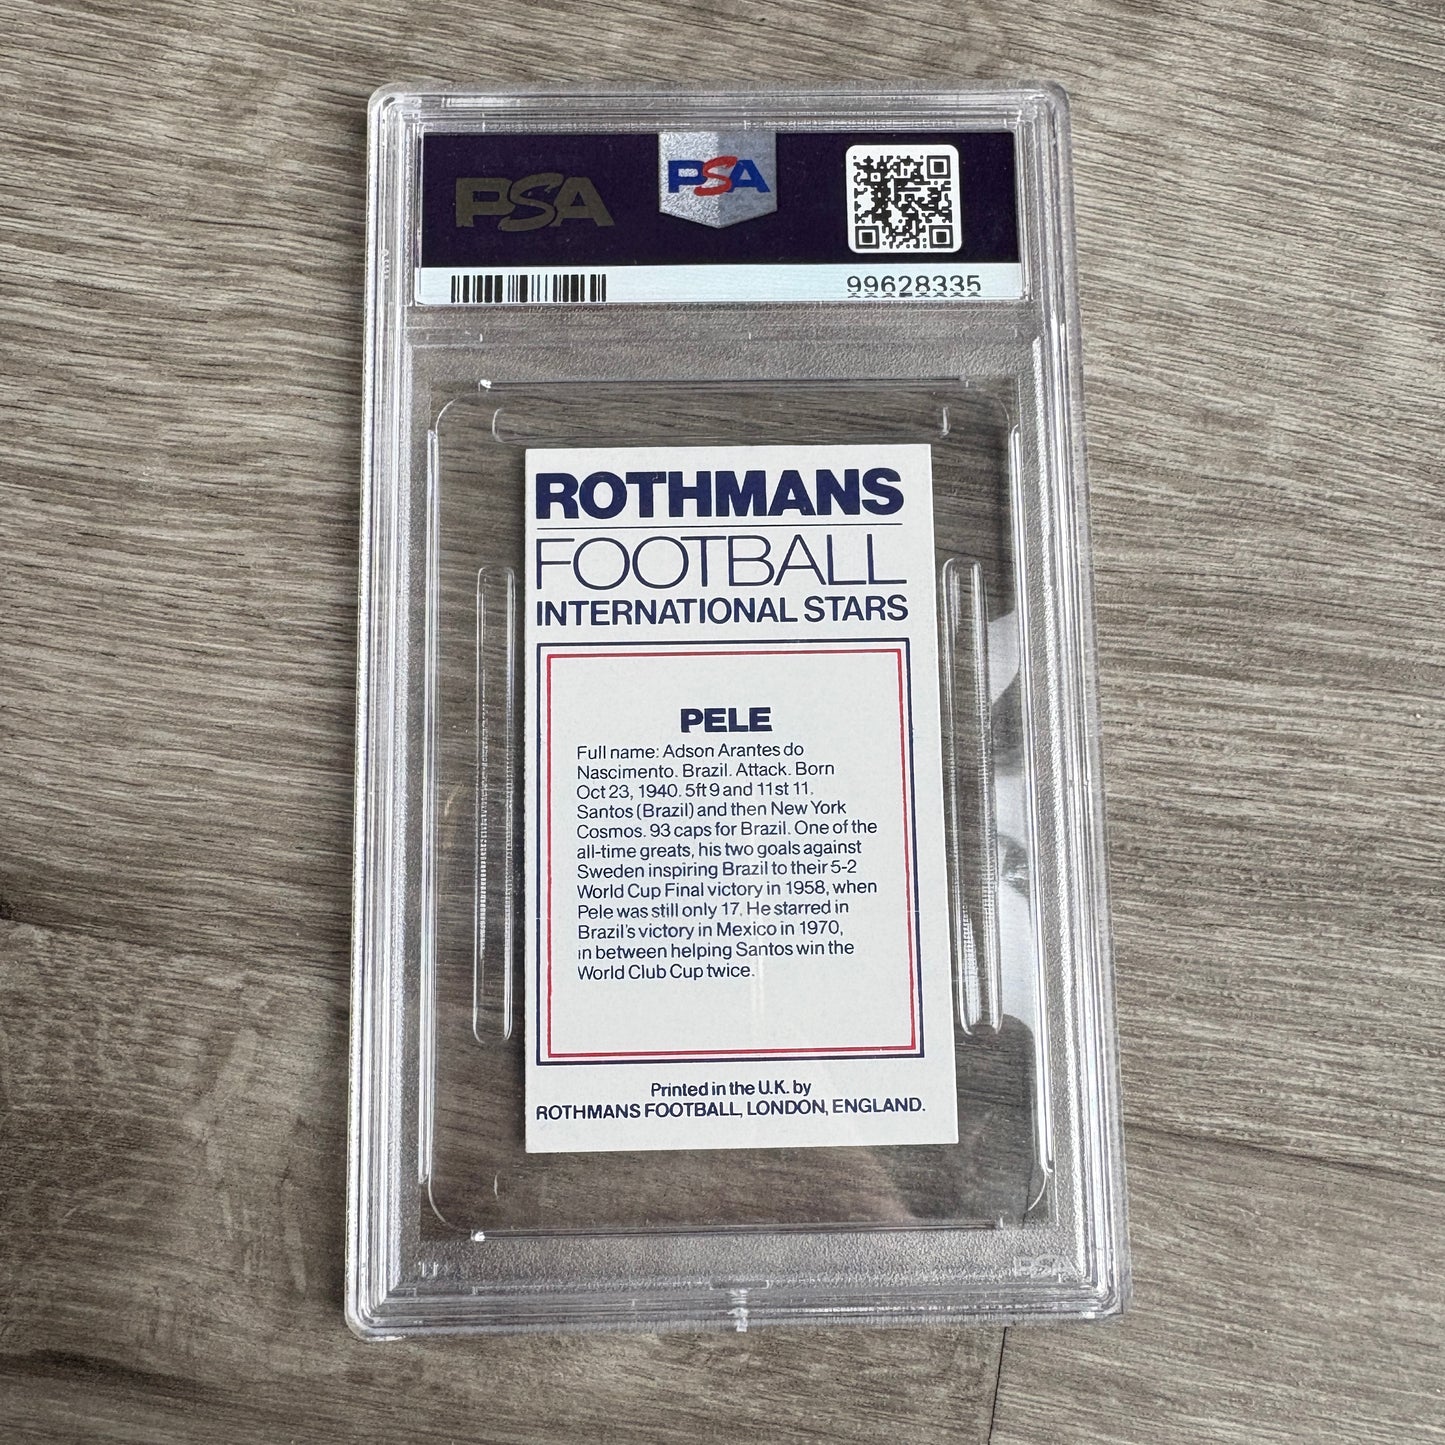 PSA PSA
99628335
ROTHMANS
FOOTBALL
INTERNATIONAL STARS
PELE
Full name: Adson Arantes do
Nascimento. Brazil. Attack. Born
Oct 23, 1940. 5ft 9 and 11st 11.
Santos (Brazil) and then New York
Cosmos. 93 caps for Brazil. One of the
all-time greats, his two goals against
Sweden inspiring Brazil to their 5-2
World Cup Final victory in 1958, when
Pele was still only 17. He starred in
Brazil's victory in Mexico in 1970,
in between helping Santos win the
World Club Cup twice.
Printed in the U.K. by
ROTHMANS FOOTBALL, LONDON, ENGLAND.
PSA